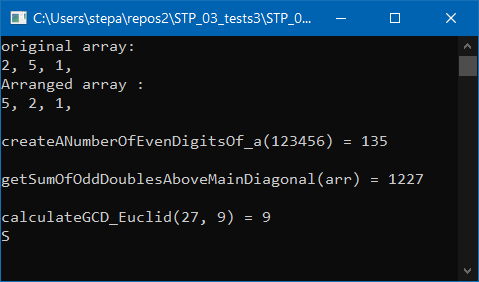 C:\Users\stepa\repos2\STP_03_tests3\STP_0...
original array:
2, 5, 1,
Arranged array :
5, 2, 1,
createANumberOfEvenDigitsOf_a(123456) = 135
getSumOfOddDoublesAboveMainDiagonal(arr) = 1227
calculateGCD_Euclid(27, 9) = 9
S